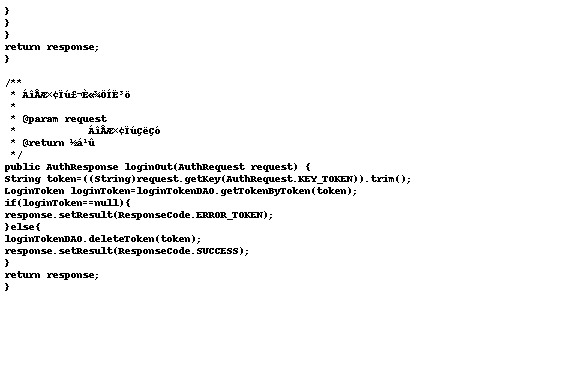 }
}
}
return response;
}
/**
* ÁîÅÆ×¢Ïú£¬È«¾ÖÍË³ö
*
* @param request
* ÁîÅÆ×¢ÏúÇëÇó
* @return ½á¹û
*/
public AuthResponse loginOut(AuthRequest request) {
String token=((String)request.getKey(AuthRequest.KEY_TOKEN)).trim();
LoginToken loginToken=loginTokenDAO.getTokenByToken(token);
if(loginToken==null){
response.setResult(ResponseCode.ERROR_TOKEN);
}else{
loginTokenDAO.deleteToken(token);
response.setResult(ResponseCode.SUCCESS);
}
return response;
}